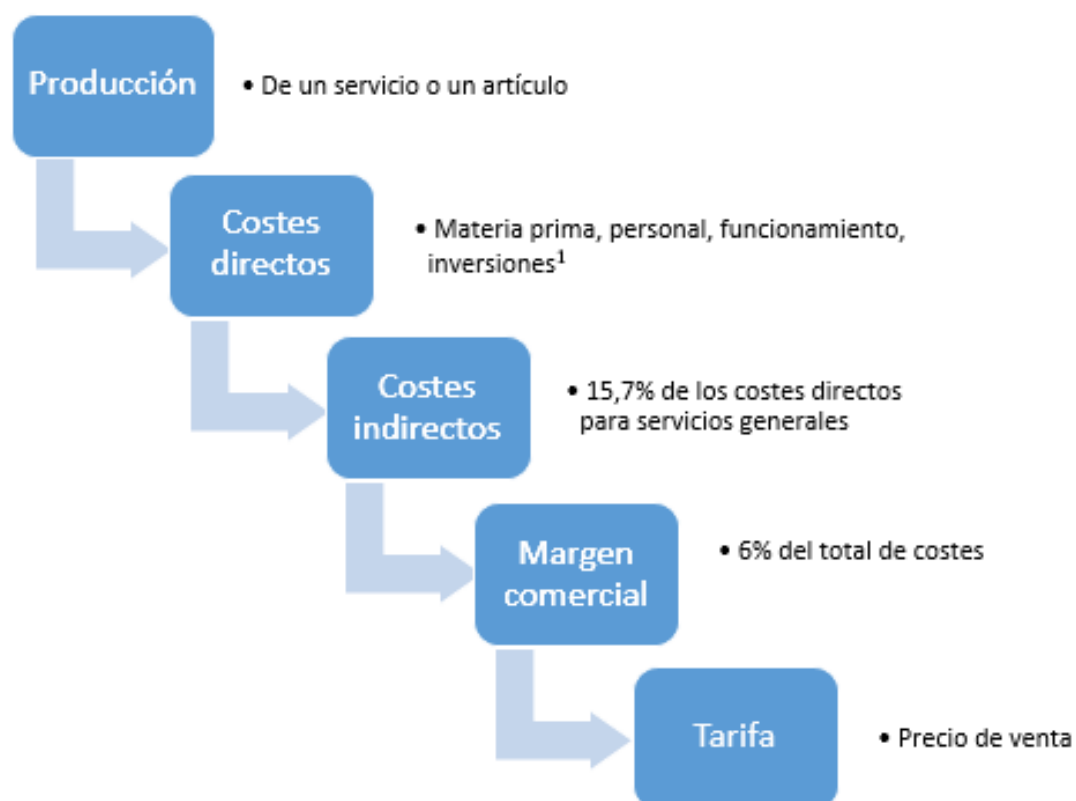 Producción
• De un servicio o un artículo
Costes
directos
• Materia prima, personal, funcionamiento,
inversiones¹
Costes
indirectos
• 15,7% de los costes directos
para servicios generales
Margen
comercial
• 6% del total de costes
Tarifa
• Precio de venta